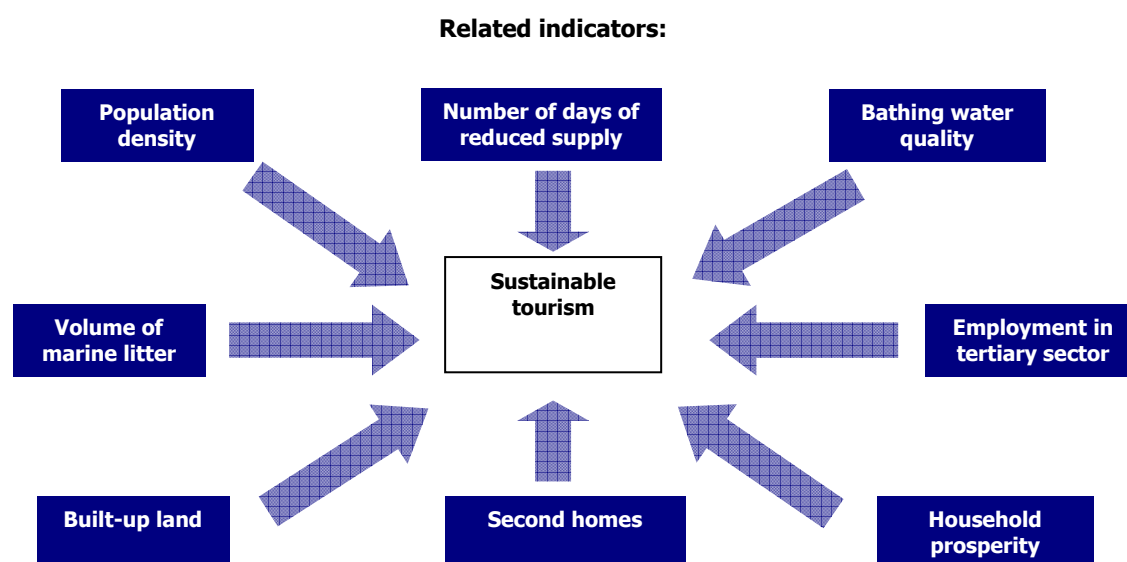 Related indicators:
Population
density
Number of days of
reduced supply
Bathing water
quality
Sustainable
tourism
Volume of
marine litter
Employment in
tertiary sector
Built-up land
Second homes
Household
prosperity